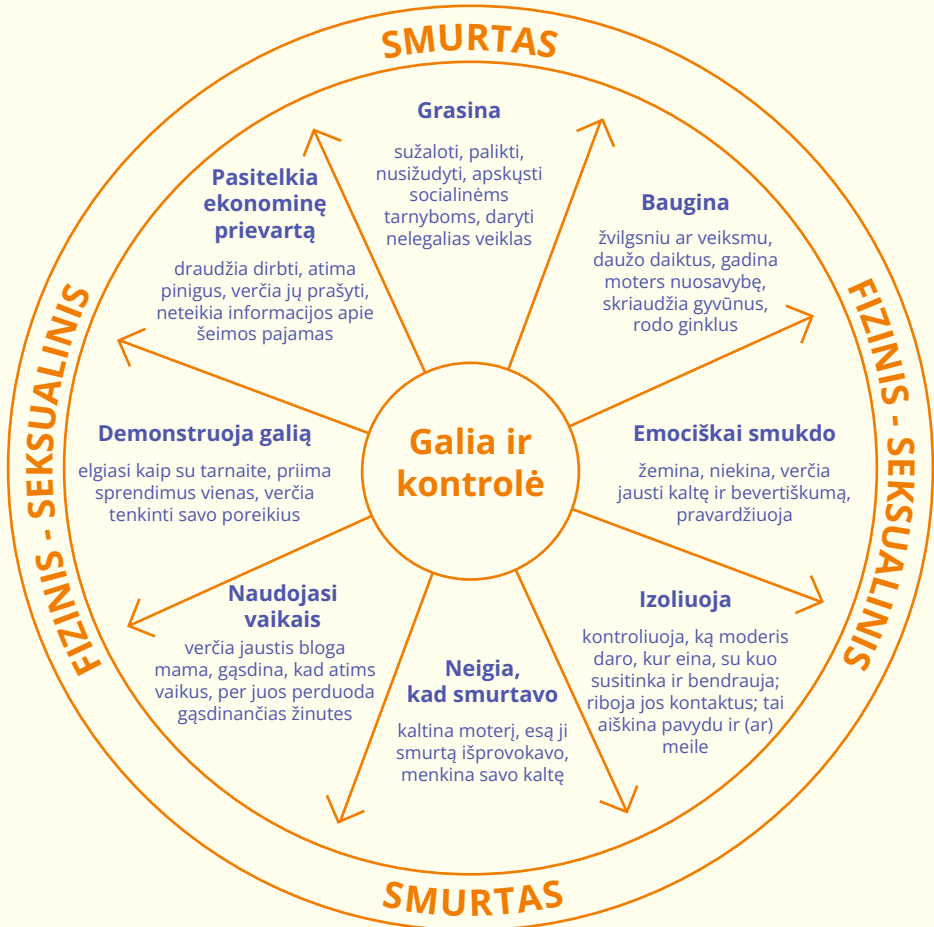 SMURTAS
FIZINIS - SEKSUALINIS
Grasina
sužaloti, palikti,
nusižudyti, apskųsti
socialinėms
tarnyboms, daryti
nelegalias veiklas
Baugina
žvilgsniu ar veiksmu,
daužo daiktus, gadina
moters nuosavybę,
skriaudžia gyvūnus,
rodo ginklus
Emociškai smukdo
žemina, niekina, verčia
jausti kaltę ir bevertiškumą,
pravardžiuoja
Izoliuoja
kontroliuoja, ką moderis
daro, kur eina, su kuo
susitinka ir bendrauja;
riboja jos kontaktus; tai
aiškina pavydu ir (ar)
meile
Neigia,
kad smurtavo
kaltina moterį, esą ji
smurtą išprovokavo,
menkina savo kaltę
Naudojasi
vaikais
verčia jaustis bloga
mama, gąsdina, kad atims
vaikus, per juos perduoda
gąsdinančias žinutes
Demonstruoja galią
elgiasi kaip su tarnaite, priima
sprendimus vienas, verčia
tenkinti savo poreikius
Pasitelkia
ekonominę
prievartą
draudžia dirbti, atima
pinigus, verčia jų prašyti,
neteikia informacijos apie
šeimos pajamas
Galia ir
kontrolė
FIZINIS - SEKSUALINIS
SMURTAS